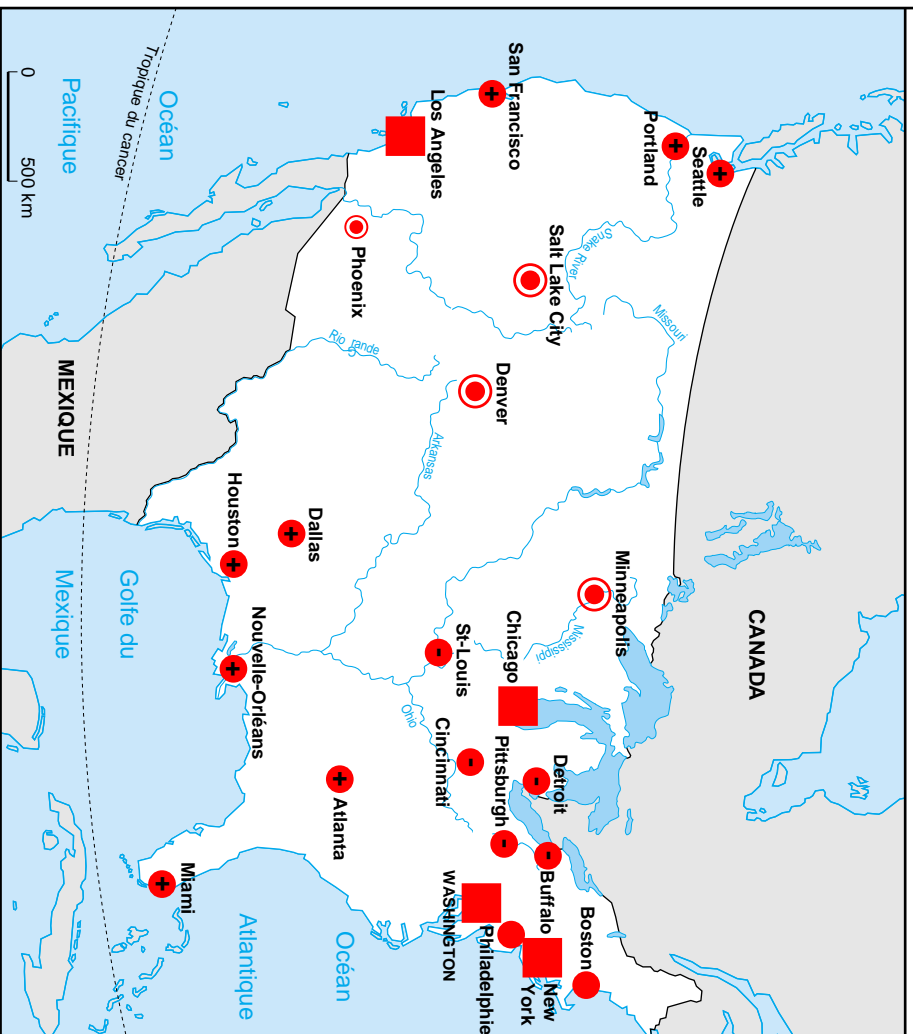 CANADA
Seattle
Portland
Missouri
Snake River
Minneapolis
Mississippi
Boston
Salt Lake City
San Francisco
Denver
Chicago
Detroit
Buffalo
New
York
Pittsburgh
Philadelphie
WASHINGTON
St-Louis
Cincinnati
Ohio
Los Angeles
Arkansas
Phoenix
Rio Grande
Dallas
Atlanta
Houston
Nouvelle-Orléans
Miami
Océan
Atlantique
Océan
Pacifique
Tropique du cancer
MEXIQUE
Golfe du
Mexique
0 500 km